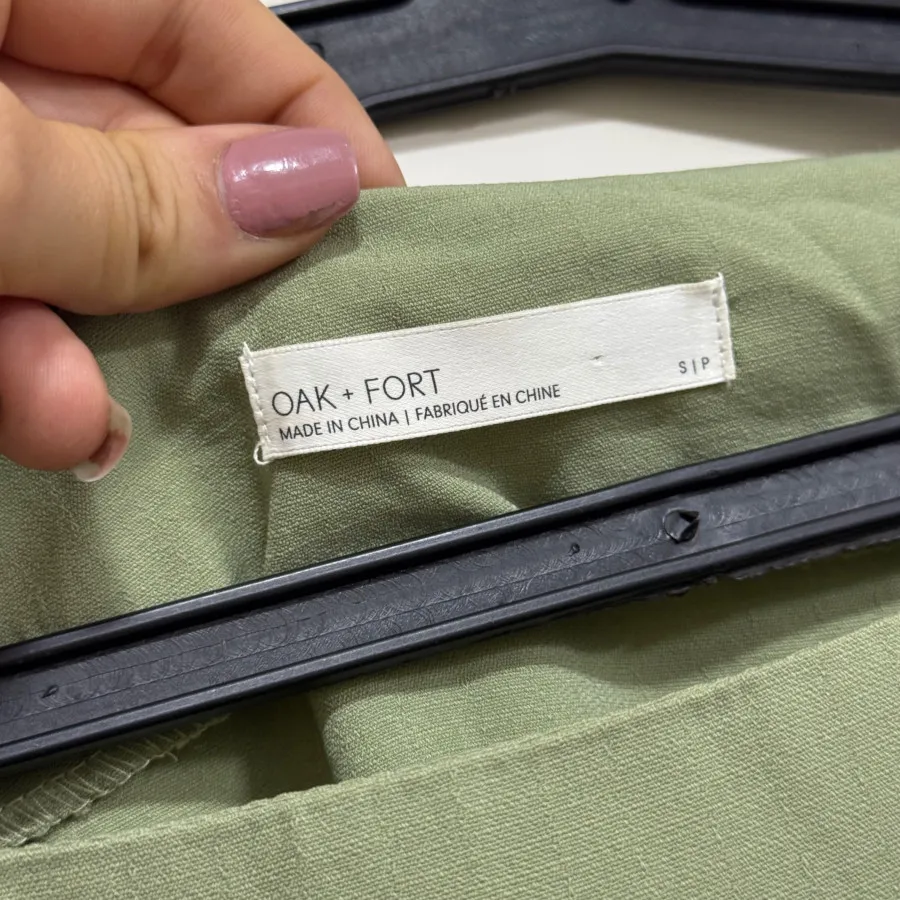 OAK + FORT
MADE IN CHINA | FABRIQUÉ EN CHINE
S | P